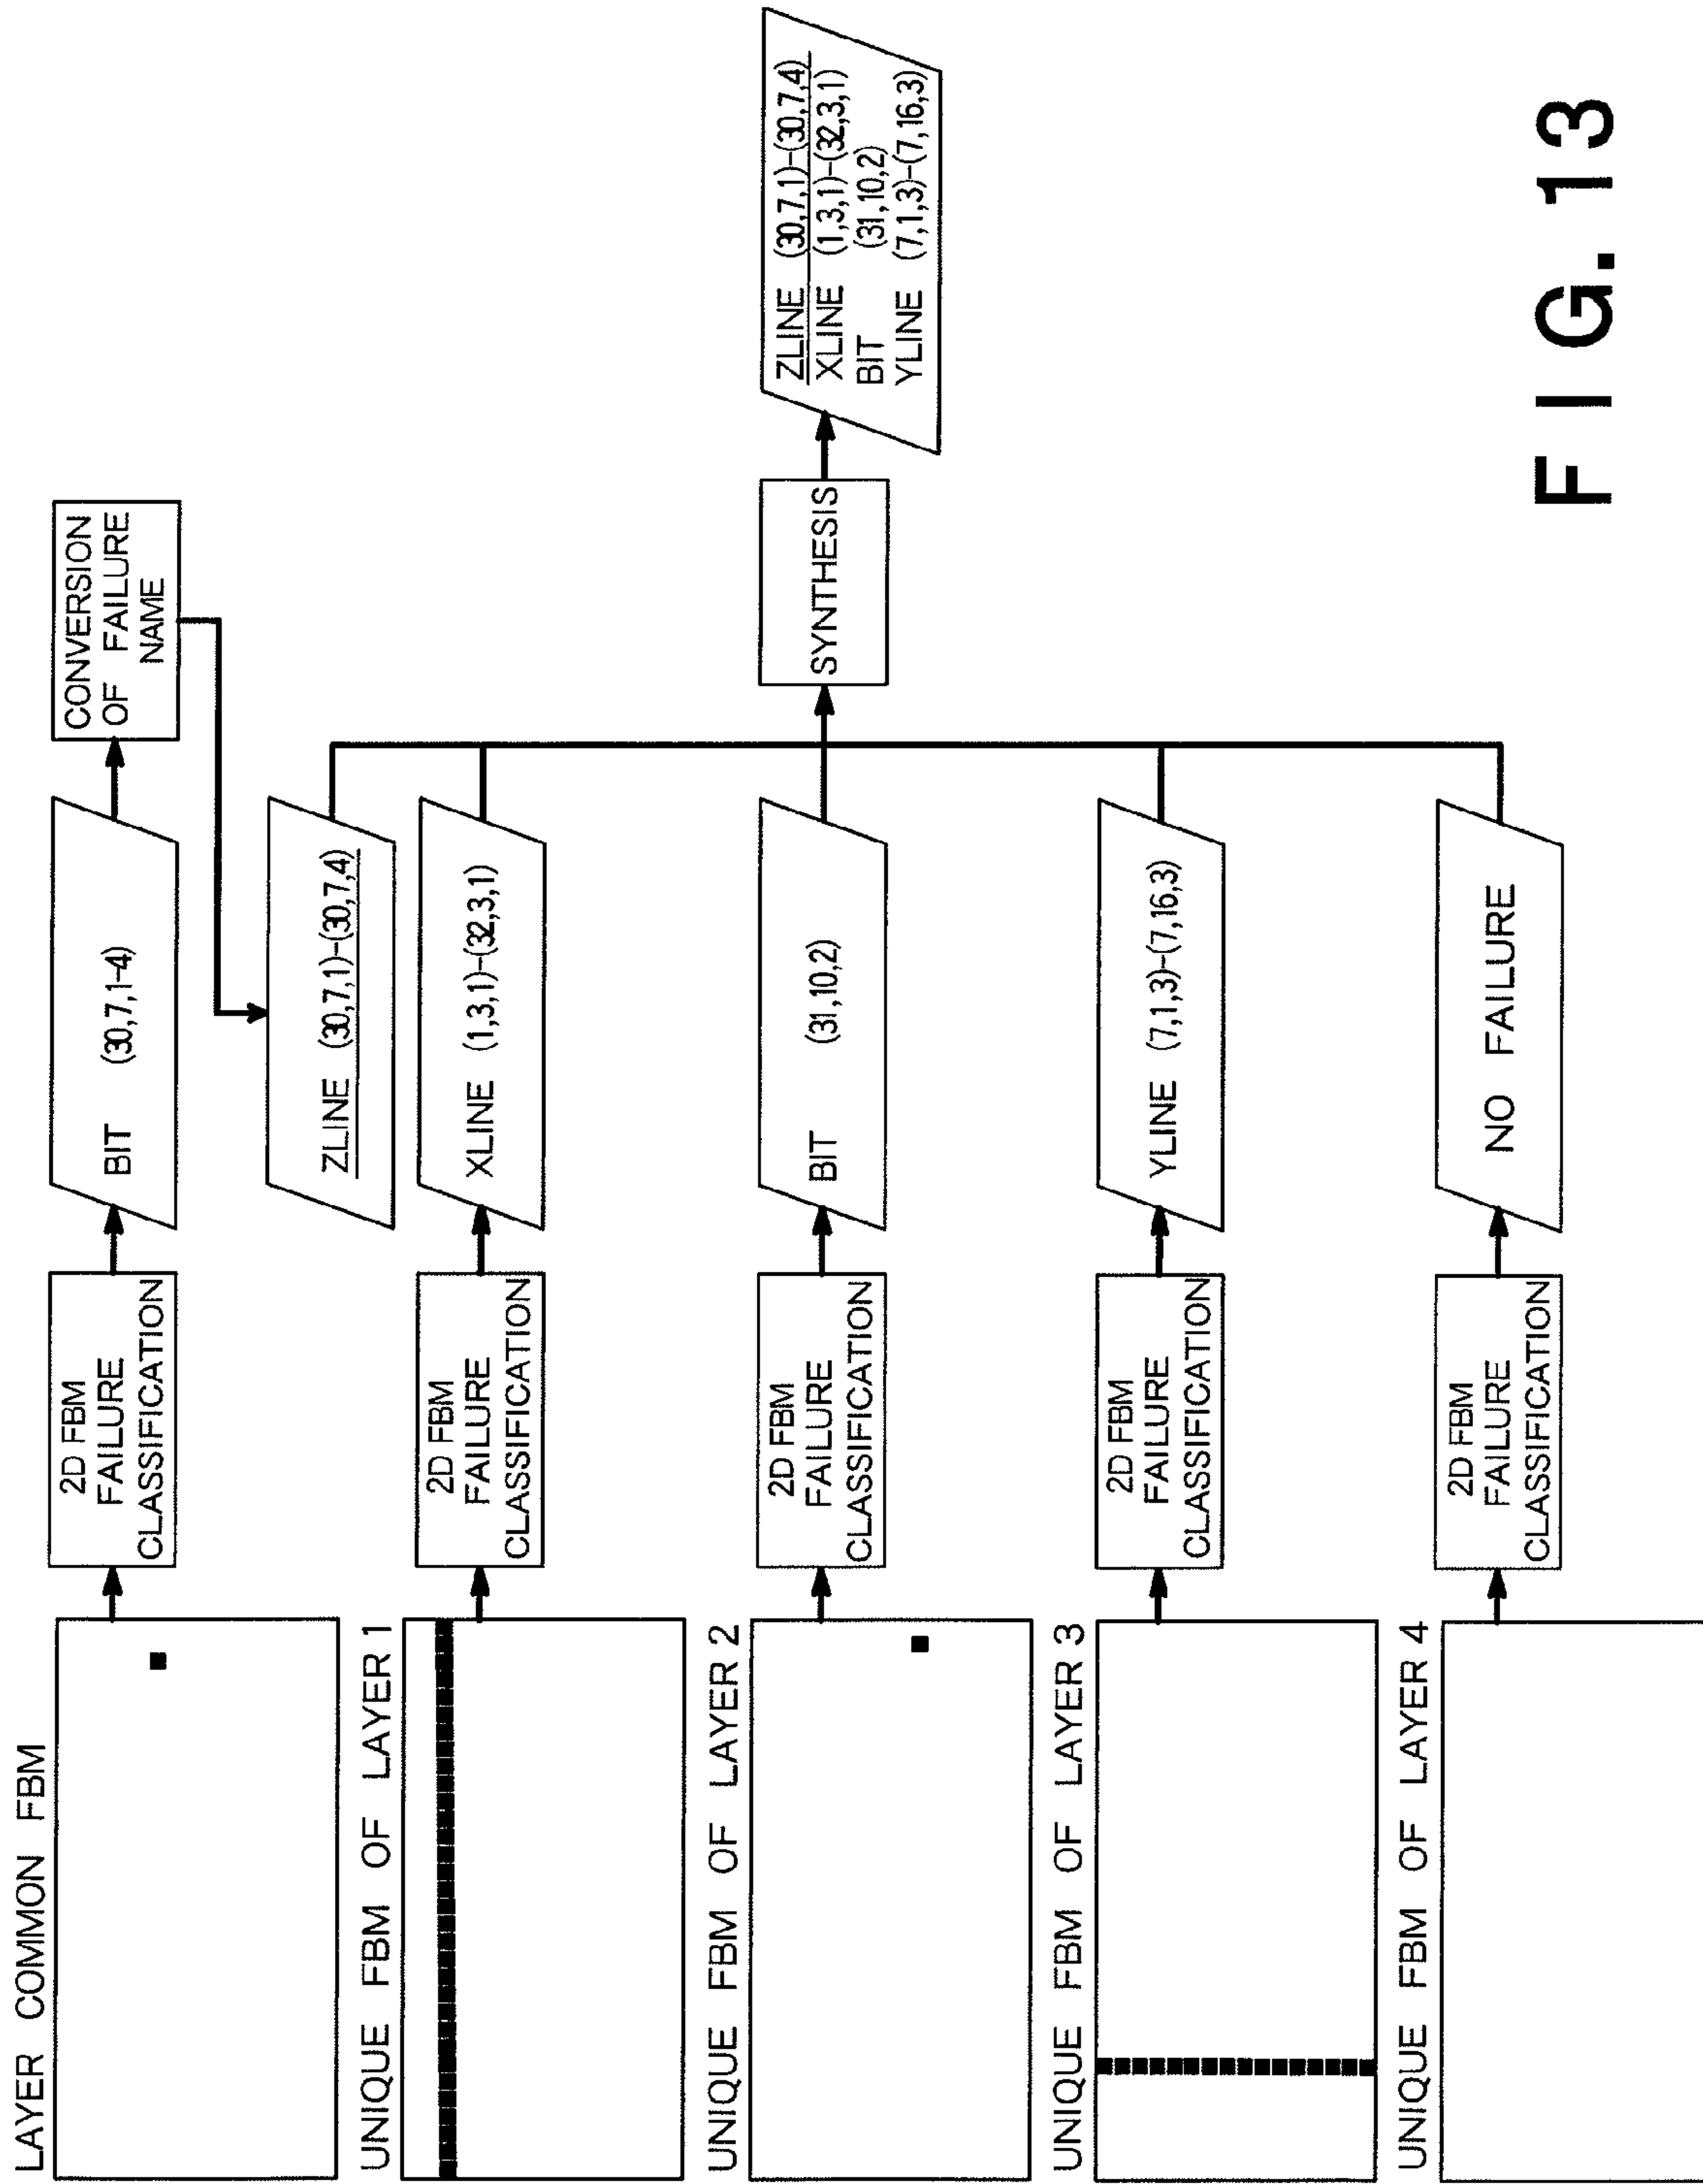 LAYER COMMON FBM
2D FBM
FAILURE
CLASSIFICATION
BIT (30,7,1-4)
CONVERSION
OF FAILURE
NAME
ZLINE (30,7,1)-(30,7,4)
UNIQUE FBM OF LAYER 1
2D FBM
FAILURE
CLASSIFICATION
XLINE (1,3,1)-(32,3,1)
UNIQUE FBM OF LAYER 2
2D FBM
FAILURE
CLASSIFICATION
BIT (31,10,2)
SYNTHESIS
ZLINE (30,7,1)-(30,7,4)
XLINE (1,3,1)-(32,3,1)
BIT (31,10,2)
YLINE (7,1,3)-(7,16,3)
UNIQUE FBM OF LAYER 3
2D FBM
FAILURE
CLASSIFICATION
YLINE (7,1,3)-(7,16,3)
UNIQUE FBM OF LAYER 4
2D FBM
FAILURE
CLASSIFICATION
NO FAILURE
FIG. 13